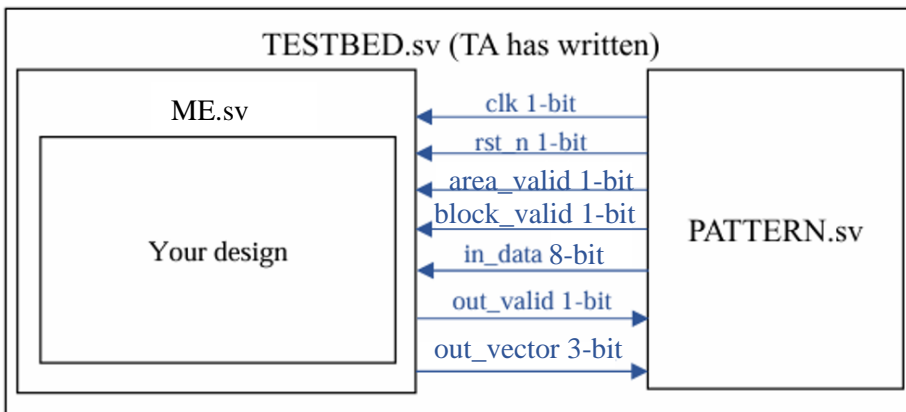 TESTBED.sv (TA has written)
ME.sv
Your design
clk 1-bit
rst_n 1-bit
area_valid 1-bit
block_valid 1-bit
in_data 8-bit
out_valid 1-bit
out_vector 3-bit
PATTERN.sv